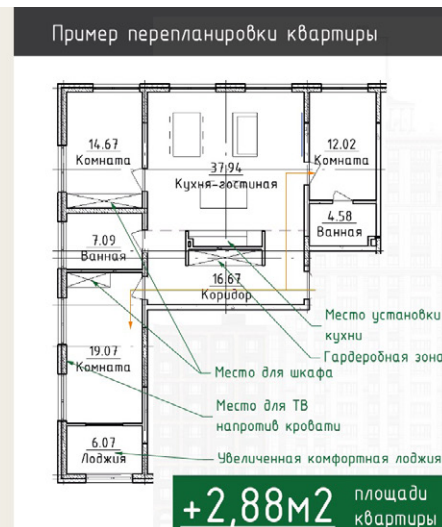 Пример перепланировки квартиры
14.67
Комната
37.94
Кухня-гостиная
12.02
Комната
4.58
Ванная
7.09
Ванная
16.67
Коридор
Место установки
кухни
Гардеробная зона
19.07
Комната
Место для шкафа
Место для ТВ
напротив кровати
6.07
Лоджия
Увеличенная комфортная лоджия
+2,88м2
площади
квартиры